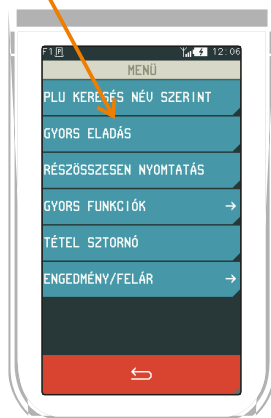 F1 P 12:06
MENÜ
PLU KERESÉS NÉV SZERINT
GYORS ELADÁS
RÉSZÖSSZESEN NYOMTATÁS
GYORS FUNKCIÓK →
TÉTEL SZTORNÓ
ENGEDMÉNY/FELÁR →